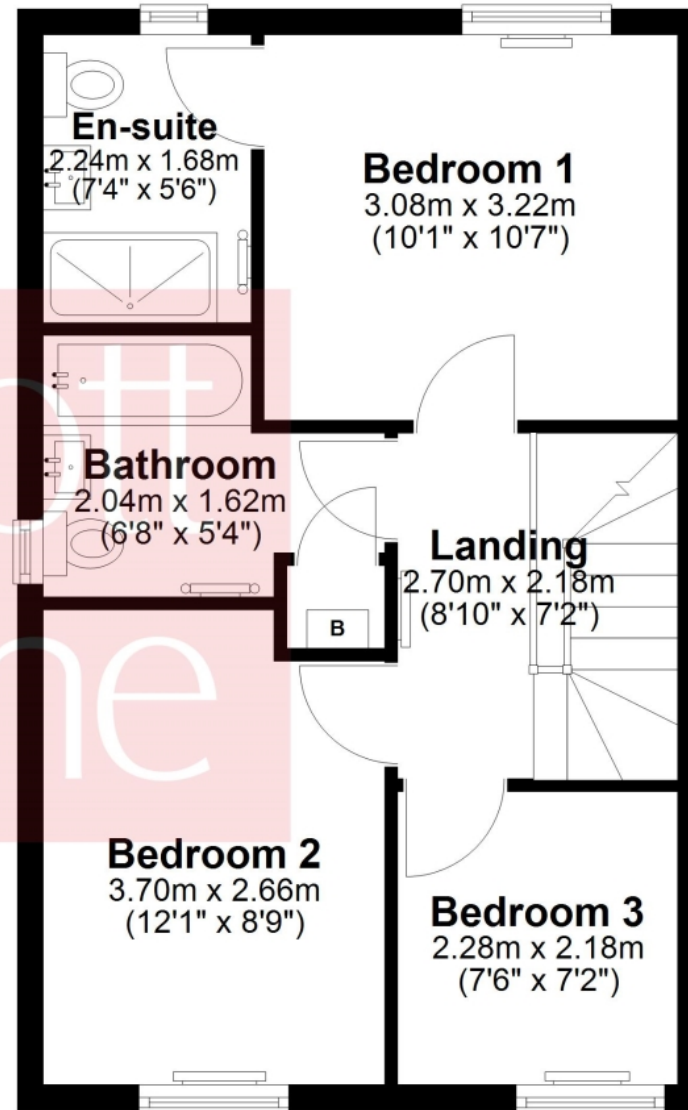 En-suite
2.24m x 1.68m
(7'4" x 5'6")
Bedroom 1
3.08m x 3.22m
(10'1" x 10'7")
Bathroom
2.04m x 1.62m
(6'8" x 5'4")
Landing
2.70m x 2.18m
(8'10" x 7'2")
B
Bedroom 2
3.70m x 2.66m
(12'1" x 8'9")
Bedroom 3
2.28m x 2.18m
(7'6" x 7'2")